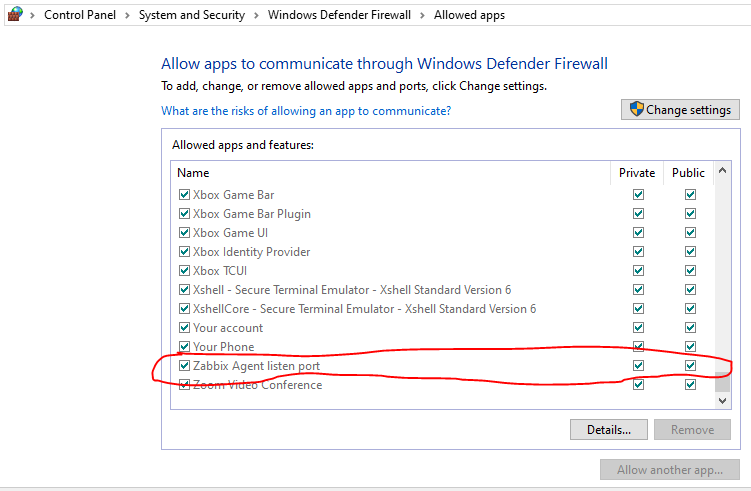 Control Panel > System and Security > Windows Defender Firewall > Allowed apps
Allow apps to communicate through Windows Defender Firewall
To add, change, or remove allowed apps and ports, click Change settings.
What are the risks of allowing an app to communicate?
Change settings
Allowed apps and features:
Name Private Public
Xbox Game Bar
Xbox Game Bar Plugin
Xbox Game UI
Xbox Identity Provider
Xbox TCUI
Xshell - Secure Terminal Emulator - Xshell Standard Version 6
XshellCore - Secure Terminal Emulator - Xshell Standard Version 6
Your account
Your Phone
Zabbix Agent listen port
Zoom Video Conference
Details... Remove
Allow another app...